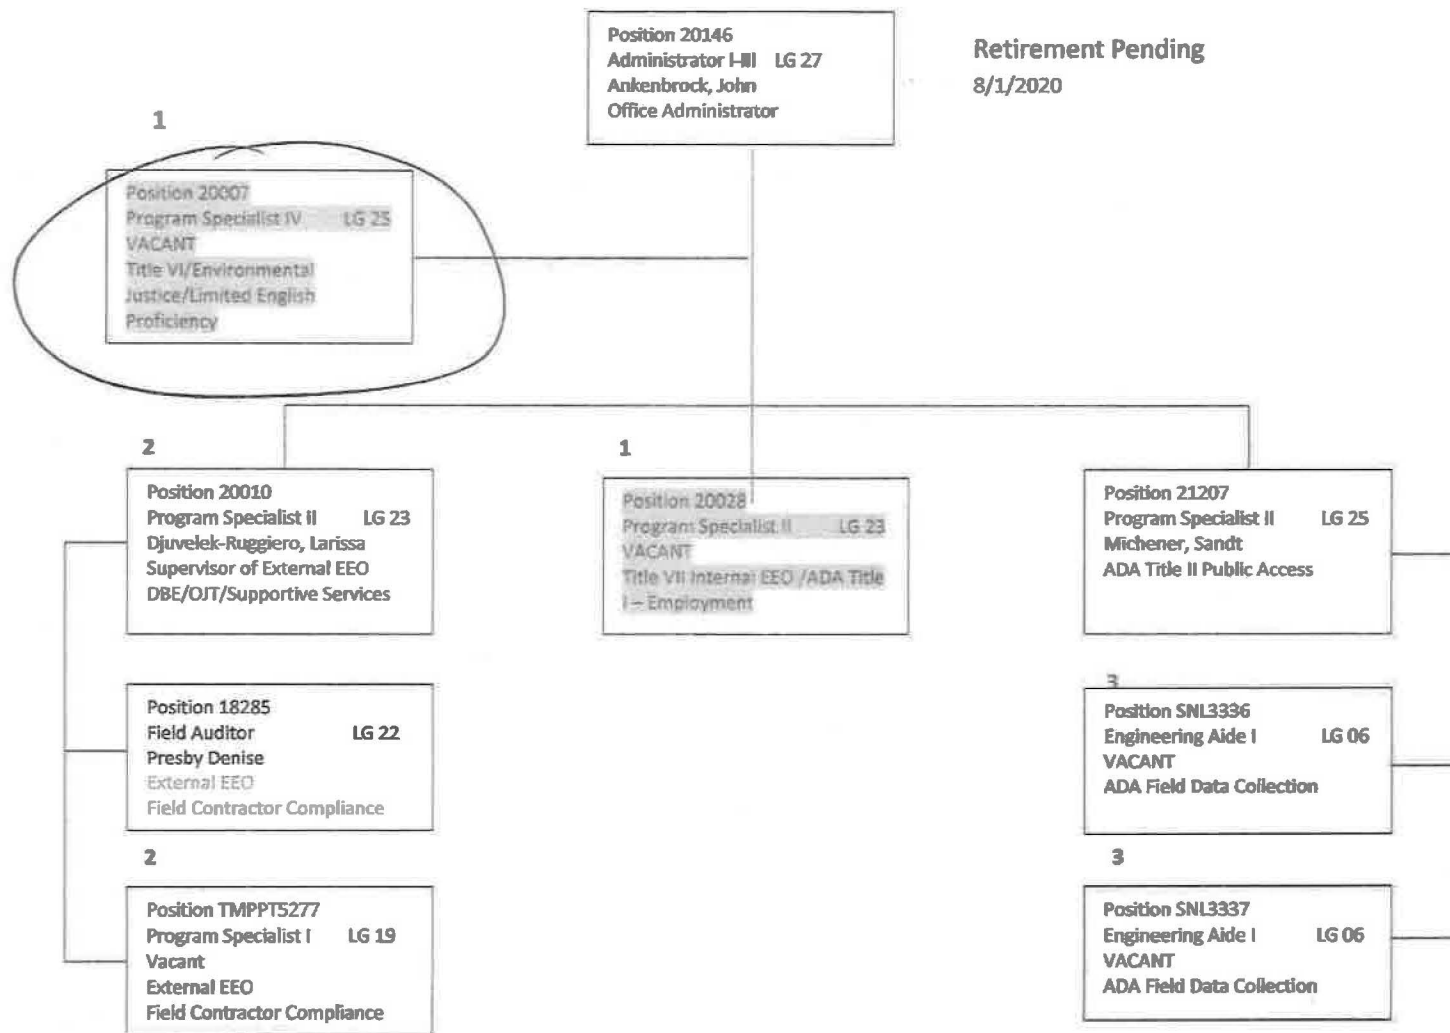 Position 20146
Administrator I-III LG 27
Ankenbrock, John
Office Administrator
Retirement Pending
8/1/2020
1
Position 20007
Program Specialist IV LG 25
VACANT
Title VI/Environmental
Justice/Limited English
Proficiency
2
Position 20010
Program Specialist II LG 23
Djuvelek-Ruggiero, Larissa
Supervisor of External EEO
DBE/OJT/Supportive Services
1
Position 20028
Program Specialist II LG 23
VACANT
Title VII Internal EEO /ADA Title
I – Employment
Position 21207
Program Specialist II LG 25
Michener, Sandt
ADA Title II Public Access
Position 18285
Field Auditor LG 22
Presby Denise
External EEO
Field Contractor Compliance
3
Position SNL3336
Engineering Aide I LG 06
VACANT
ADA Field Data Collection
2
Position TMPPT5277
Program Specialist I LG 19
Vacant
External EEO
Field Contractor Compliance
3
Position SNL3337
Engineering Aide I LG 06
VACANT
ADA Field Data Collection